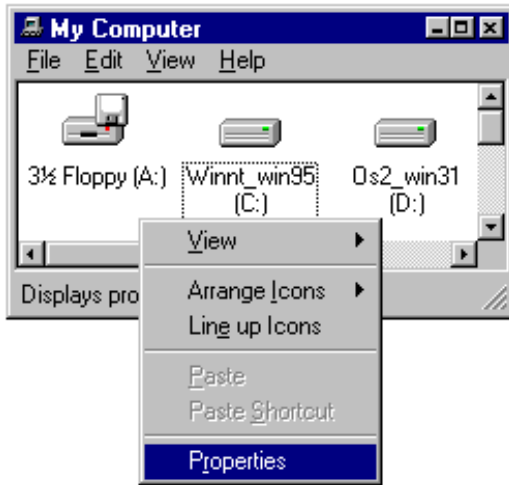 My Computer
File Edit View Help
3½ Floppy (A:) Winnt_win95 Os2_win31
(C:) (D:)
View
Displays pro
Arrange Icons
Line up Icons
Paste
Paste Shortcut
Properties